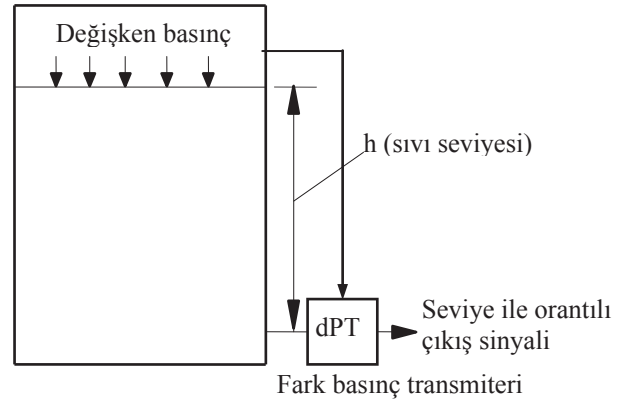 Değişken basınç
h (sıvı seviyesi)
dPT
Seviye ile orantılı
çıkış sinyali
Fark basınç transmiteri